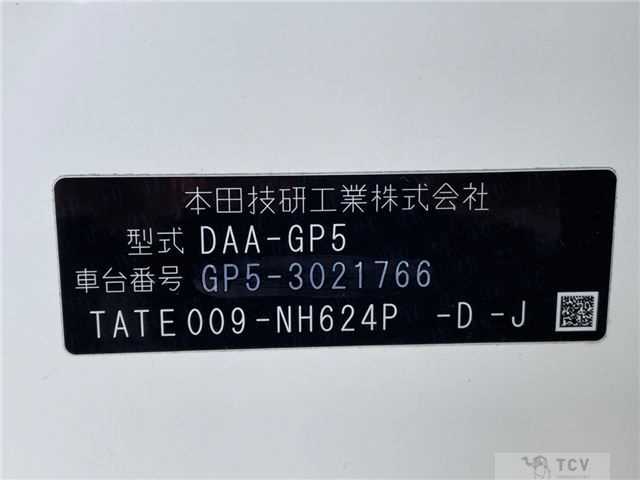 本田技研工業株式会社
型式 DAA-GP5
車台番号 GP5-3021766
TATE009-NH624P -D -J
TCV